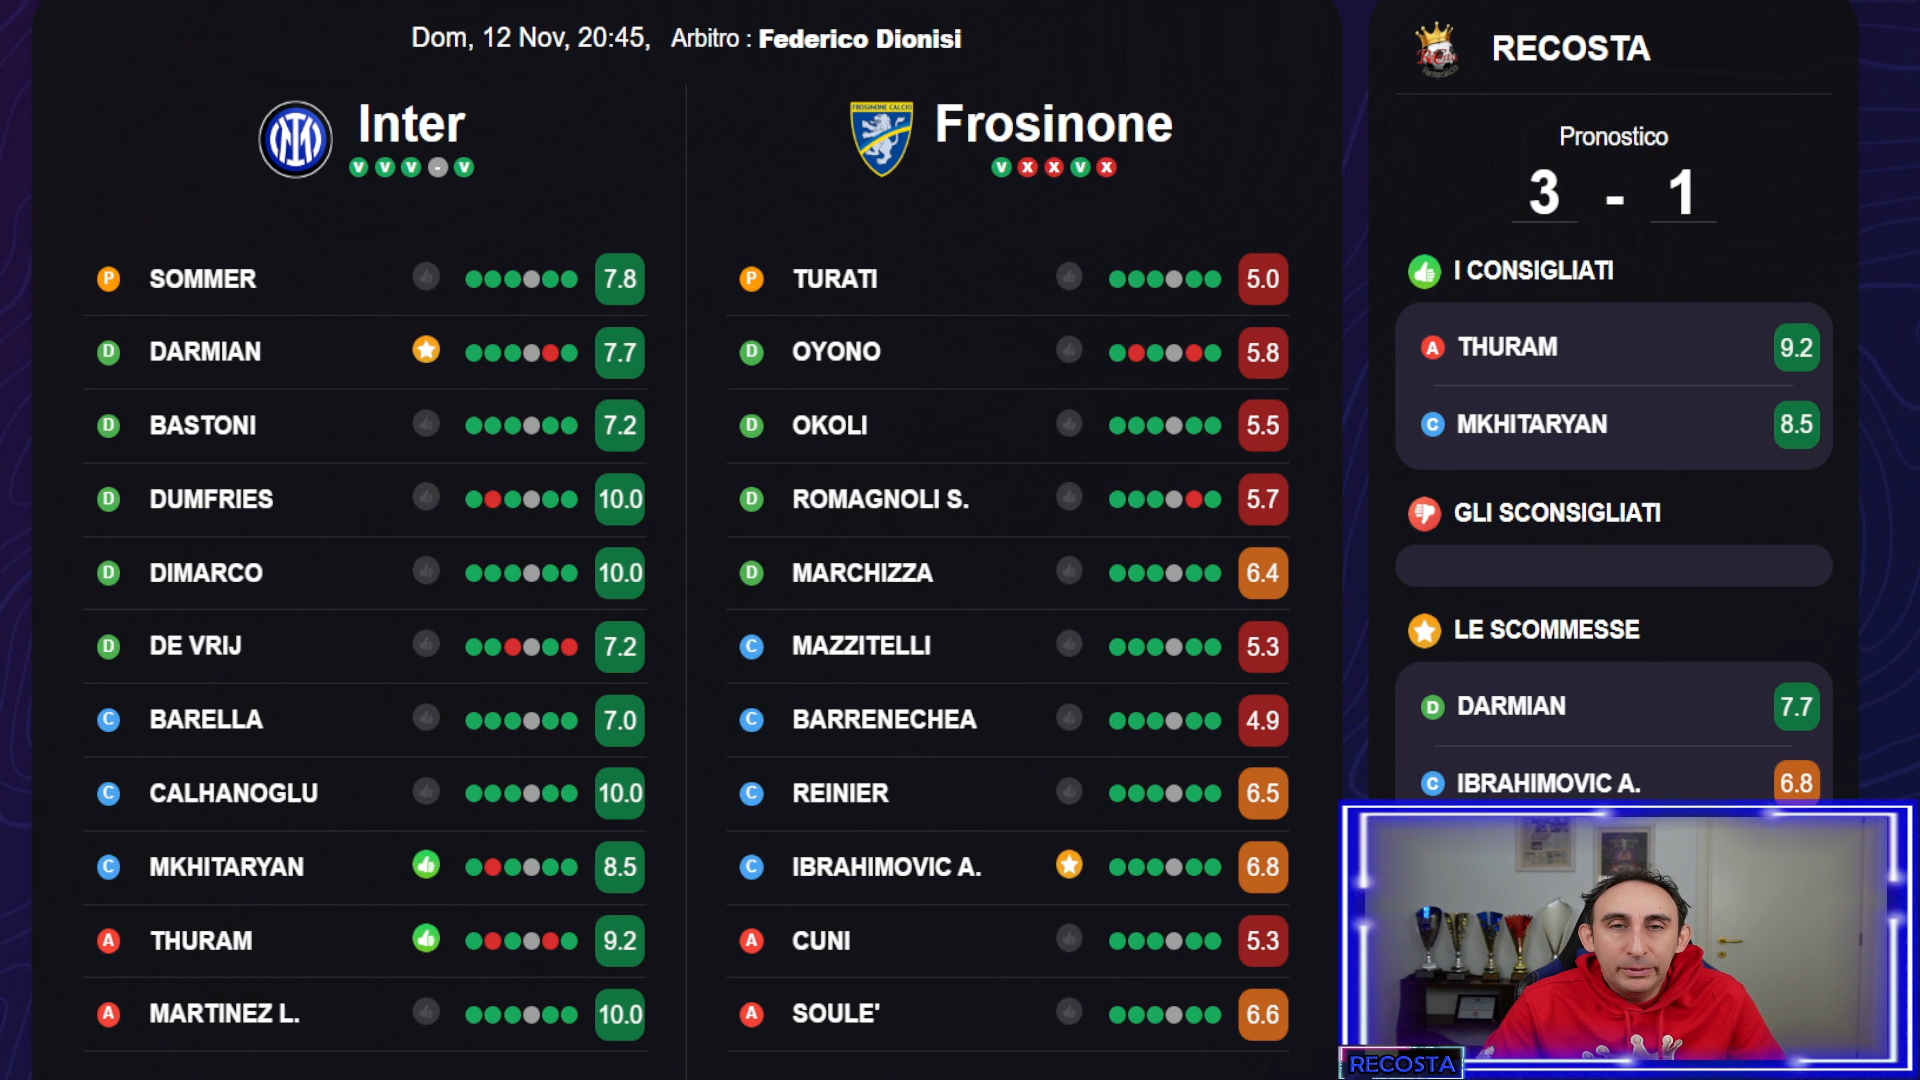 Dom, 12 Nov, 20:45, Arbitro : Federico Dionisi
Inter
V V V - V
P SOMMER 7.8
D DARMIAN 7.7
D BASTONI 7.2
D DUMFRIES 10.0
D DIMARCO 10.0
D DE VRIJ 7.2
C BARELLA 7.0
C CALHANOGLU 10.0
C MKHITARYAN 8.5
A THURAM 9.2
A MARTINEZ L. 10.0
FROSINONE CALCIO
Frosinone
V X X V X
P TURATI 5.0
D OYONO 5.8
D OKOLI 5.5
D ROMAGNOLI S. 5.7
D MARCHIZZA 6.4
C MAZZITELLI 5.3
C BARRENECHEA 4.9
C REINIER 6.5
C IBRAHIMOVIC A. 6.8
A CUNI 5.3
A SOULE' 6.6
RECOSTA
Pronostico
3 - 1
I CONSIGLIATI
A THURAM 9.2
C MKHITARYAN 8.5
GLI SCONSIGLIATI
LE SCOMMESSE
D DARMIAN 7.7
C IBRAHIMOVIC A. 6.8
RECOSTA